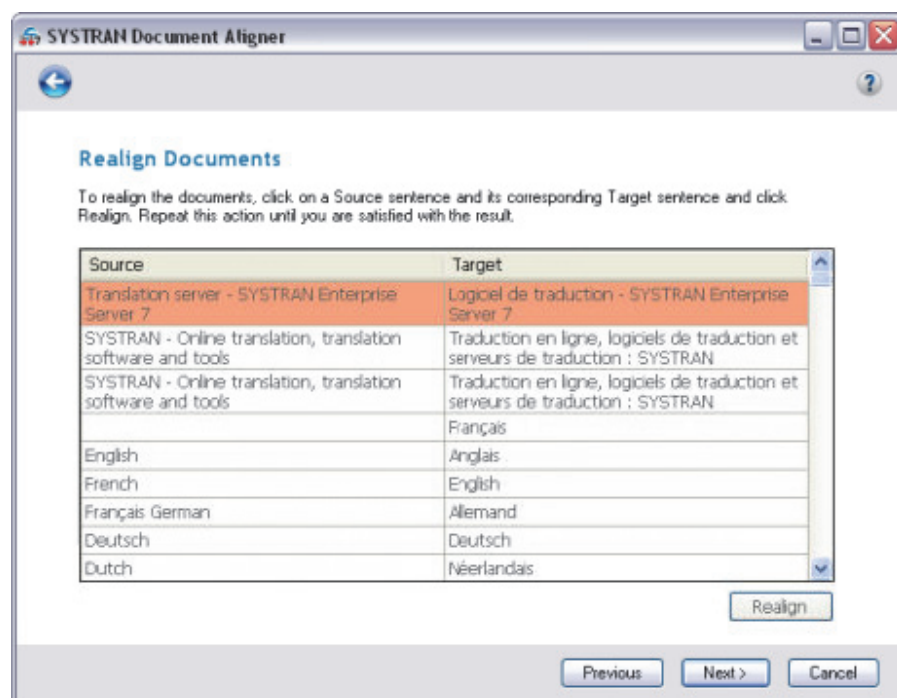 SYSTRAN Document Aligner
Realign Documents
To realign the documents, click on a Source sentence and its corresponding Target sentence and click
Realign. Repeat this action until you are satisfied with the result.
Source Target
Translation server - SYSTRAN Enterprise Logiciel de traduction - SYSTRAN Enterprise
Server 7 Server 7
SYSTRAN - Online translation, translation Traduction en ligne, logiciels de traduction et
software and tools serveurs de traduction : SYSTRAN
SYSTRAN - Online translation, translation Traduction en ligne, logiciels de traduction et
software and tools serveurs de traduction : SYSTRAN
Français
English Anglais
French English
Français German Allemand
Deutsch Deutsch
Dutch Néerlandais
Realign
Previous Next > Cancel